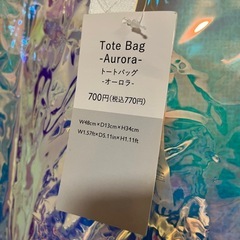 Tote Bag
-Aurora-
トートバッグ
-オーロラ-
700円(税込770円)
W48cm×D13cm×H34cm
W1.57ft×D5.11in×H1.11ft